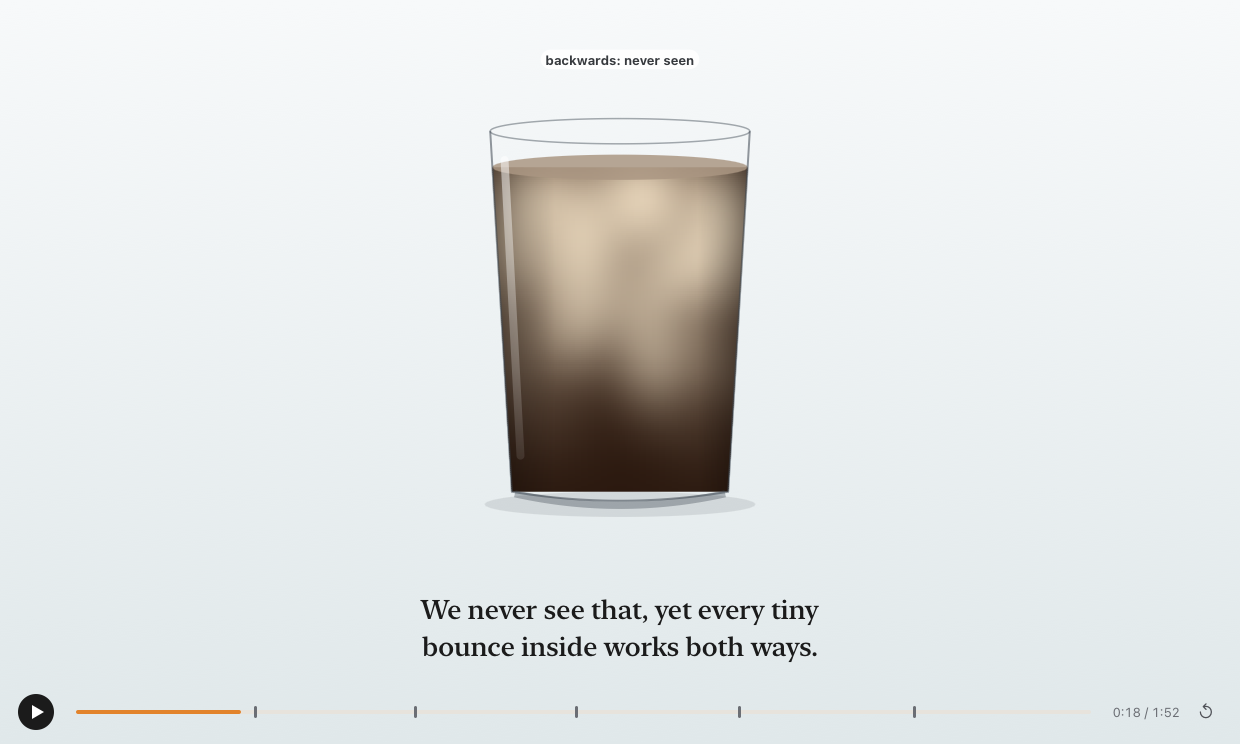 backwards: never seen
We never see that, yet every tiny
bounce inside works both ways.
0:18 / 1:52